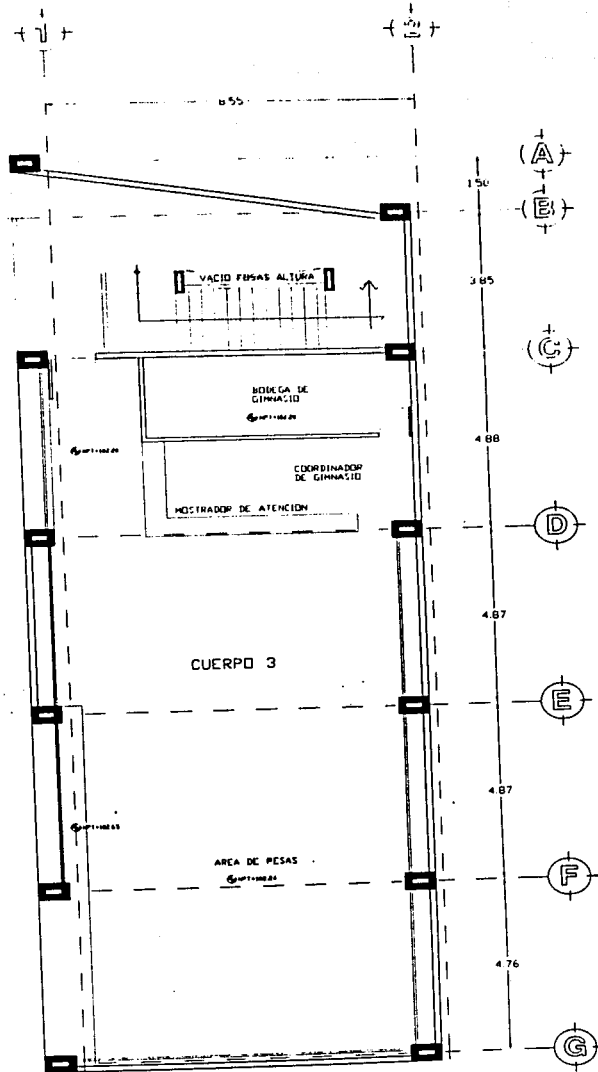 8.55
A
1.50
B
VACIO FOSAS ALTURA
3.85
C
BODEGA DE
GIMNASIO
4.88
COORDINADOR
DE GIMNASIO
MOSTRADOR DE ATENCION
D
4.87
CUERPO 3
E
4.87
AREA DE PESAS
F
4.76
G